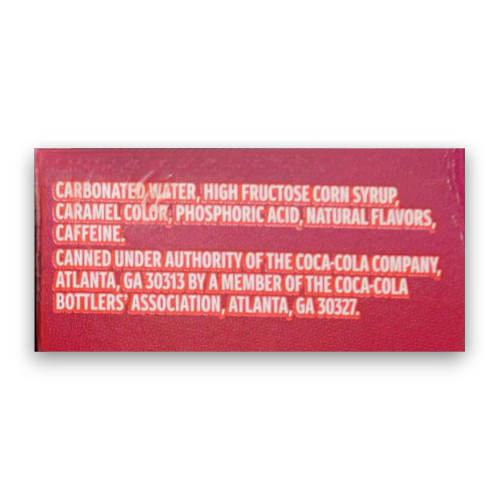 CARBONATED WATER, HIGH FRUCTOSE CORN SYRUP,
CARAMEL COLOR, PHOSPHORIC ACID, NATURAL FLAVORS,
CAFFEINE.
CANNED UNDER AUTHORITY OF THE COCA-COLA COMPANY,
ATLANTA, GA 30313 BY A MEMBER OF THE COCA-COLA
BOTTLERS' ASSOCIATION, ATLANTA, GA 30327.